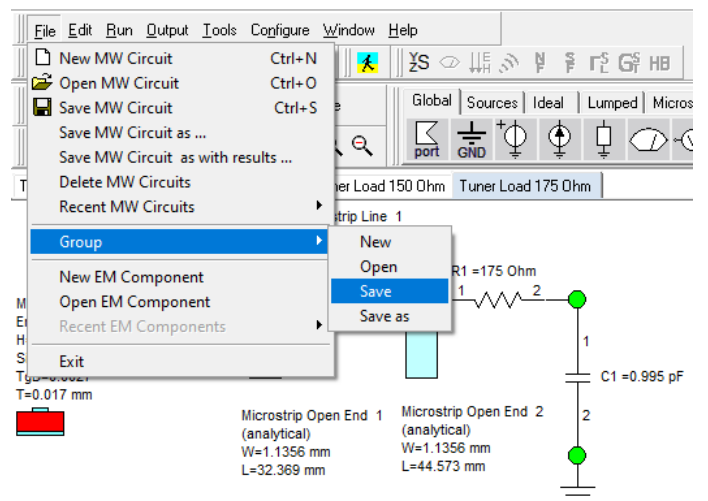 File Edit Run Output Tools Configure Window Help
New MW Circuit Ctrl+N
Open MW Circuit Ctrl+O
Save MW Circuit Ctrl+S
Save MW Circuit as ...
Save MW Circuit as with results ...
Delete MW Circuits
Recent MW Circuits
Group
New EM Component
Open EM Component
Recent EM Components
Exit
New
Open
Save
Save as
YZS HB
Global Sources Ideal Lumped Micros
port GND
Load 150 Ohm Tuner Load 175 Ohm
Line 1
R1 =175 Ohm
1 2
1
C1 =0.995 pF
2
T=0.017 mm
Microstrip Open End 1
(analytical)
W=1.1356 mm
L=32.369 mm
Microstrip Open End 2
(analytical)
W=1.1356 mm
L=44.573 mm